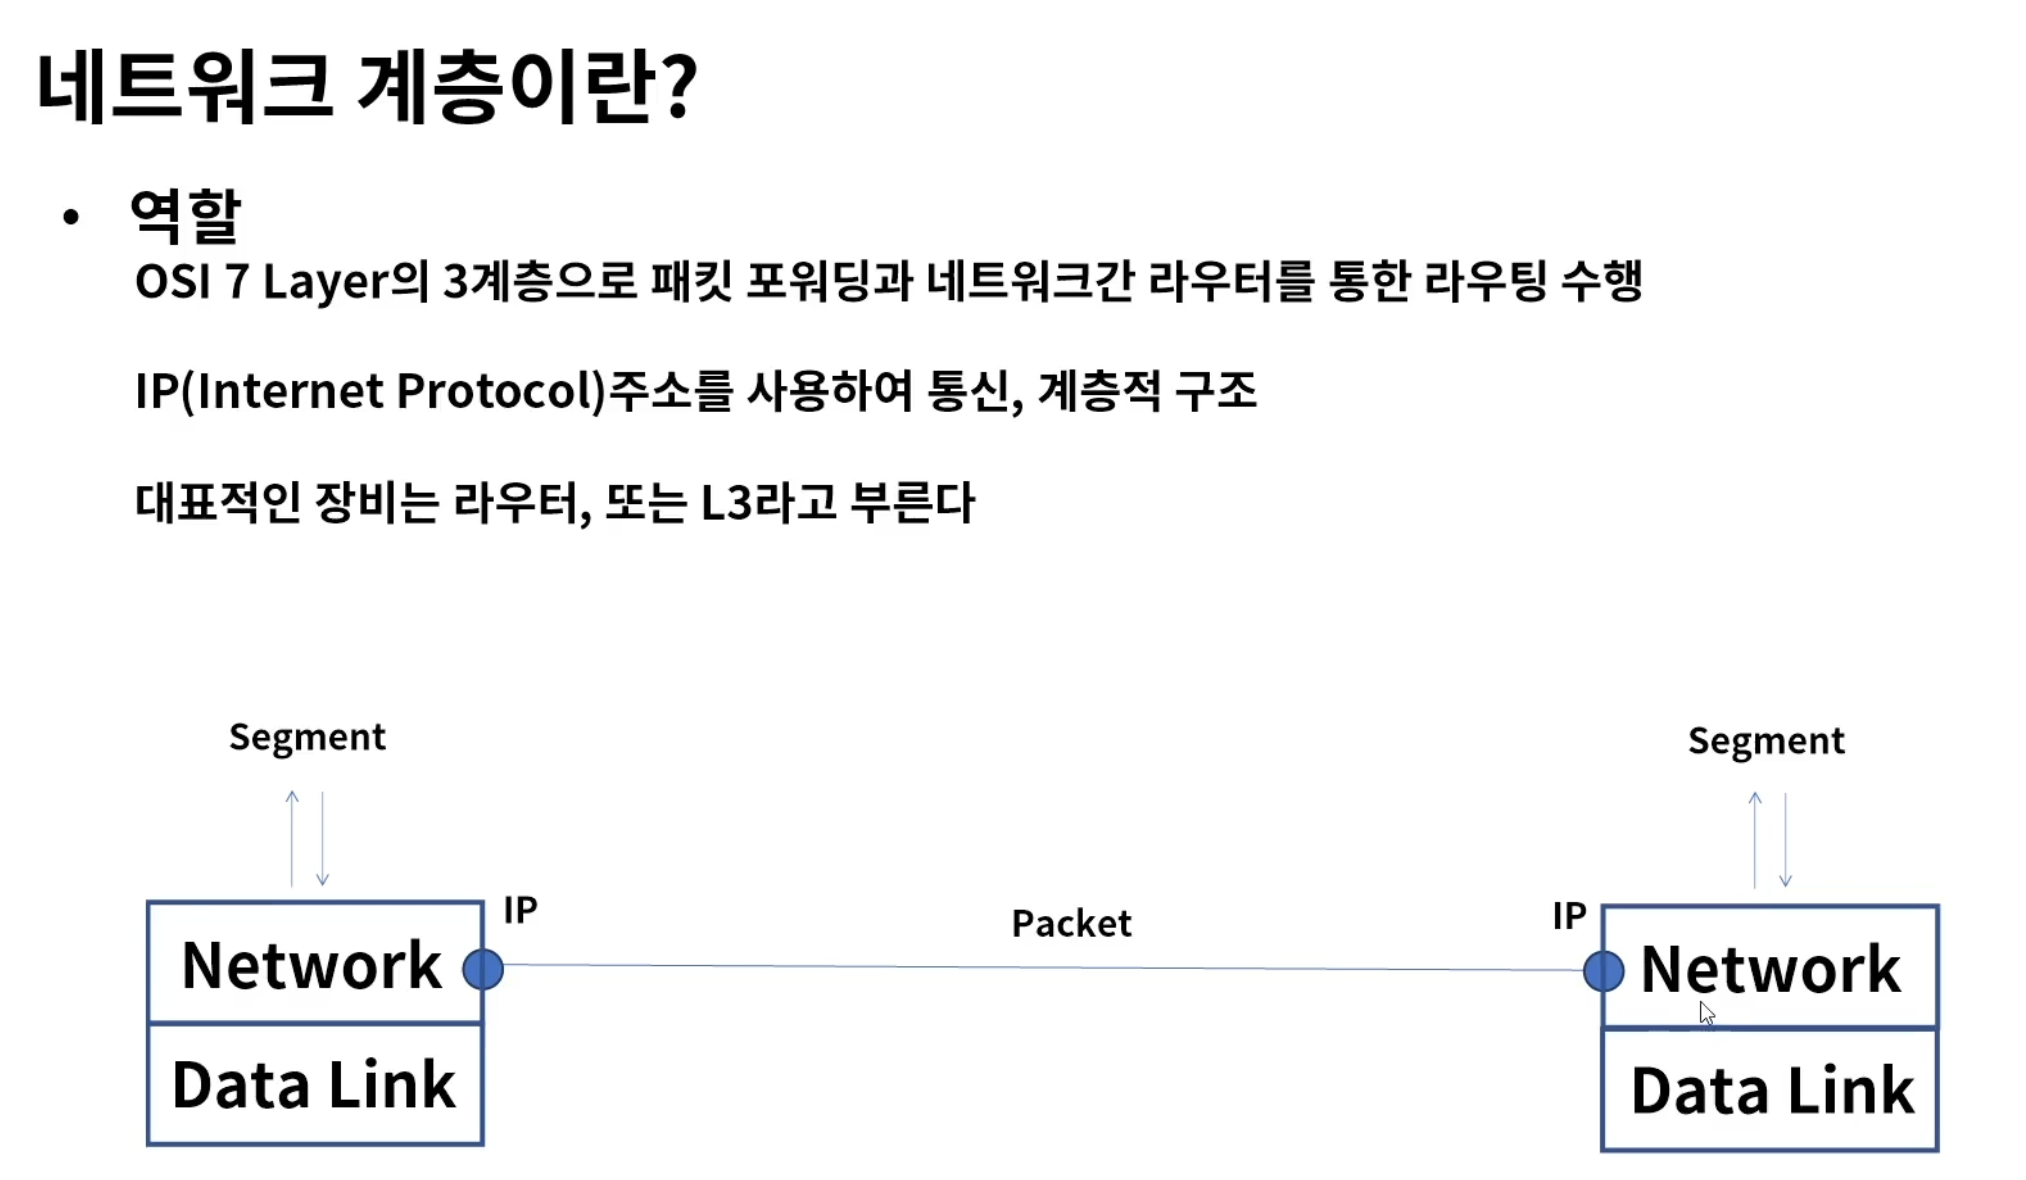 네트워크 계층이란?
• 역할
OSI 7 Layer의 3계층으로 패킷 포워딩과 네트워크간 라우터를 통한 라우팅 수행
IP(Internet Protocol)주소를 사용하여 통신, 계층적 구조
대표적인 장비는 라우터, 또는 L3라고 부른다
Segment
Segment
IP
Packet
IP
Network
Network
Data Link
Data Link